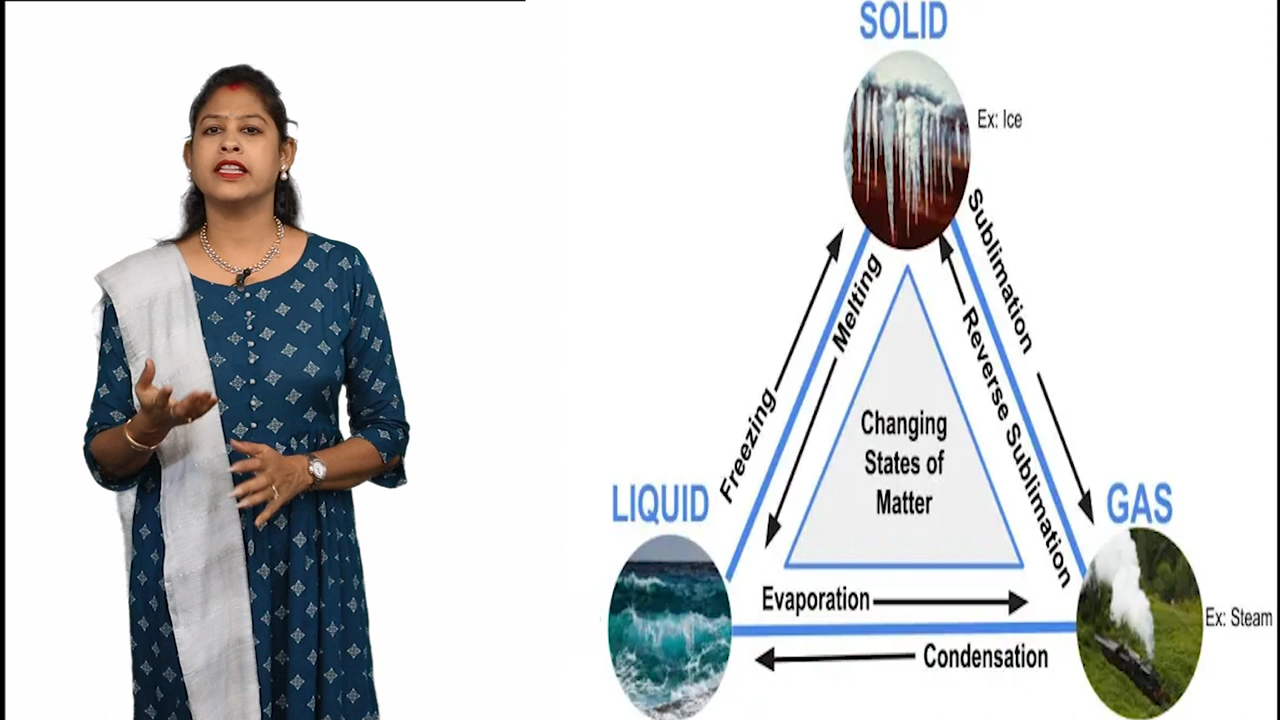 SOLID
Ex: Ice
Sublimation
Reverse Sublimation
Melting
Freezing
Changing
States of
Matter
LIQUID
GAS
Evaporation
Ex: Steam
Condensation